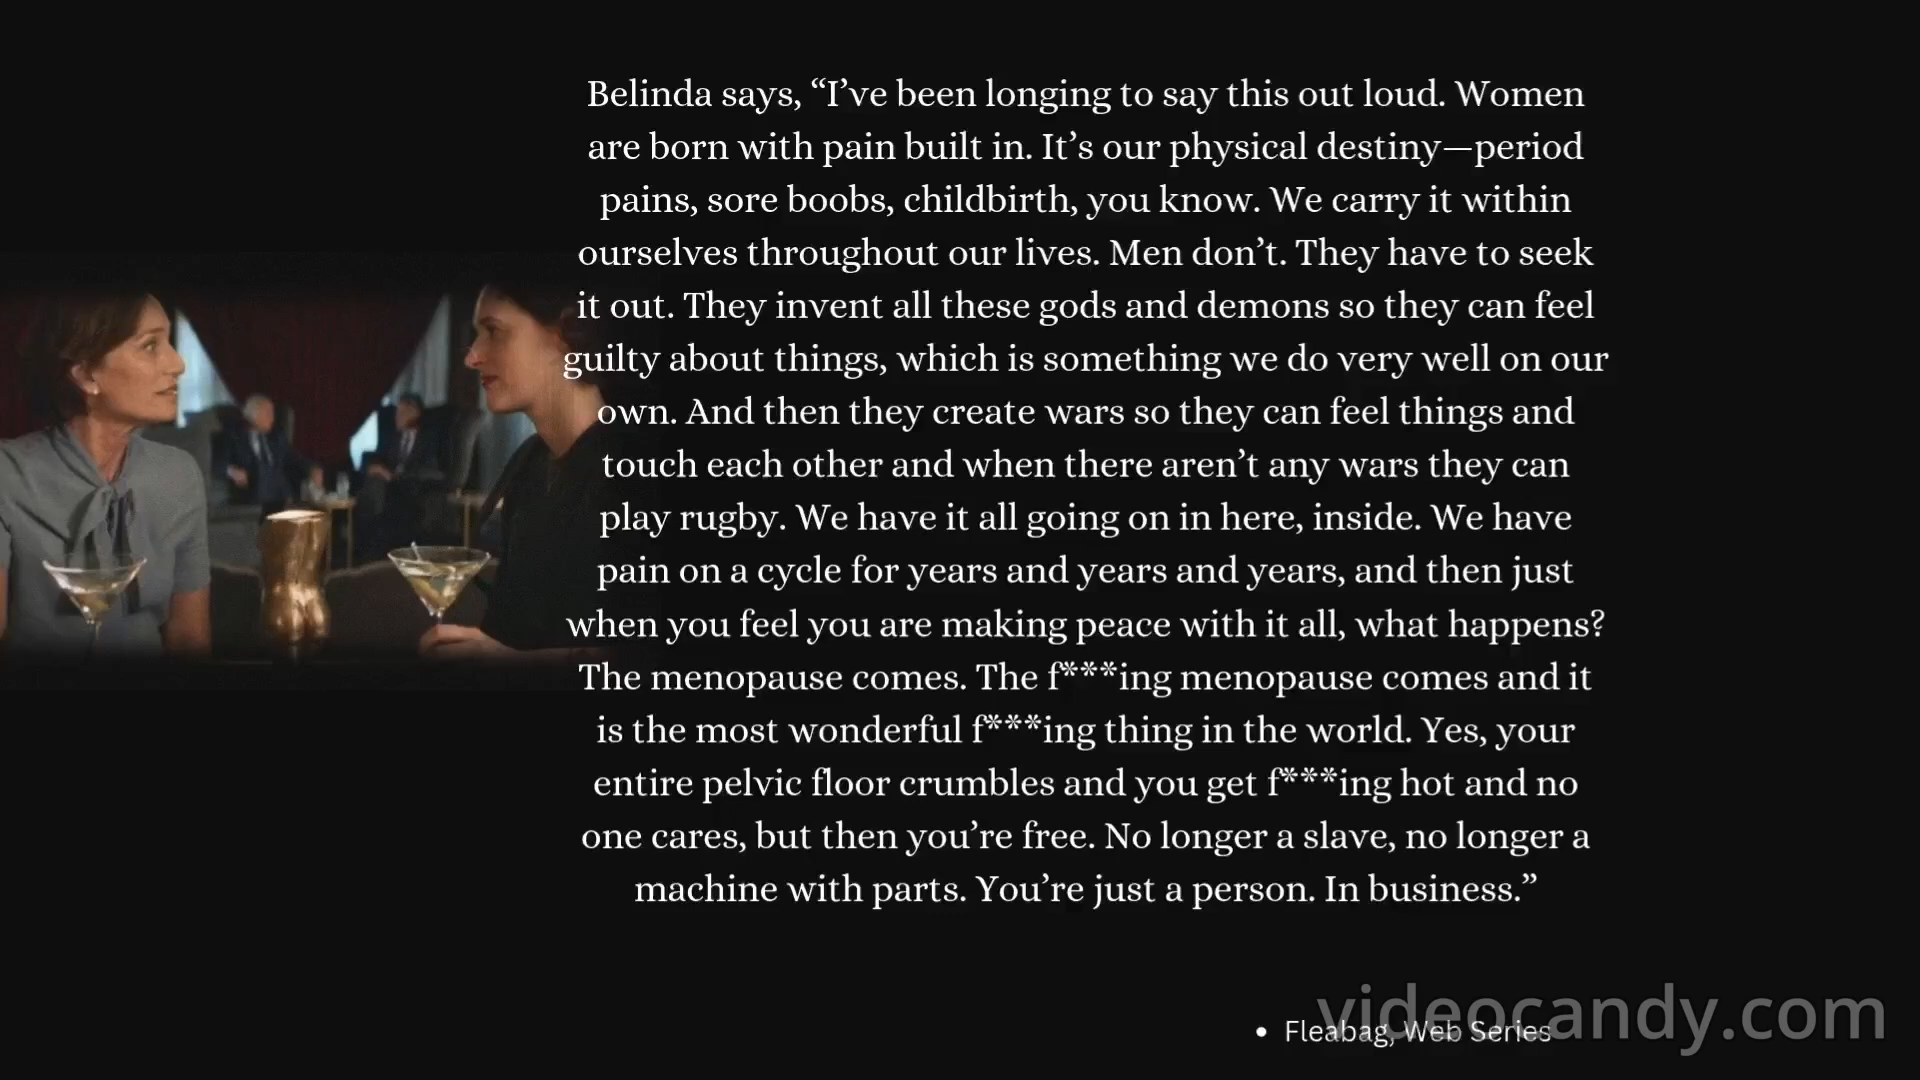 Belinda says, “I’ve been longing to say this out loud. Women
are born with pain built in. It’s our physical destiny—period
pains, sore boobs, childbirth, you know. We carry it within
ourselves throughout our lives. Men don’t. They have to seek
it out. They invent all these gods and demons so they can feel
guilty about things, which is something we do very well on our
own. And then they create wars so they can feel things and
touch each other and when there aren’t any wars they can
play rugby. We have it all going on in here, inside. We have
pain on a cycle for years and years and years, and then just
when you feel you are making peace with it all, what happens?
The menopause comes. The f***ing menopause comes and it
is the most wonderful f***ing thing in the world. Yes, your
entire pelvic floor crumbles and you get f***ing hot and no
one cares, but then you’re free. No longer a slave, no longer a
machine with parts. You’re just a person. In business.”
• Fleabag, Web Series
videocandy.com